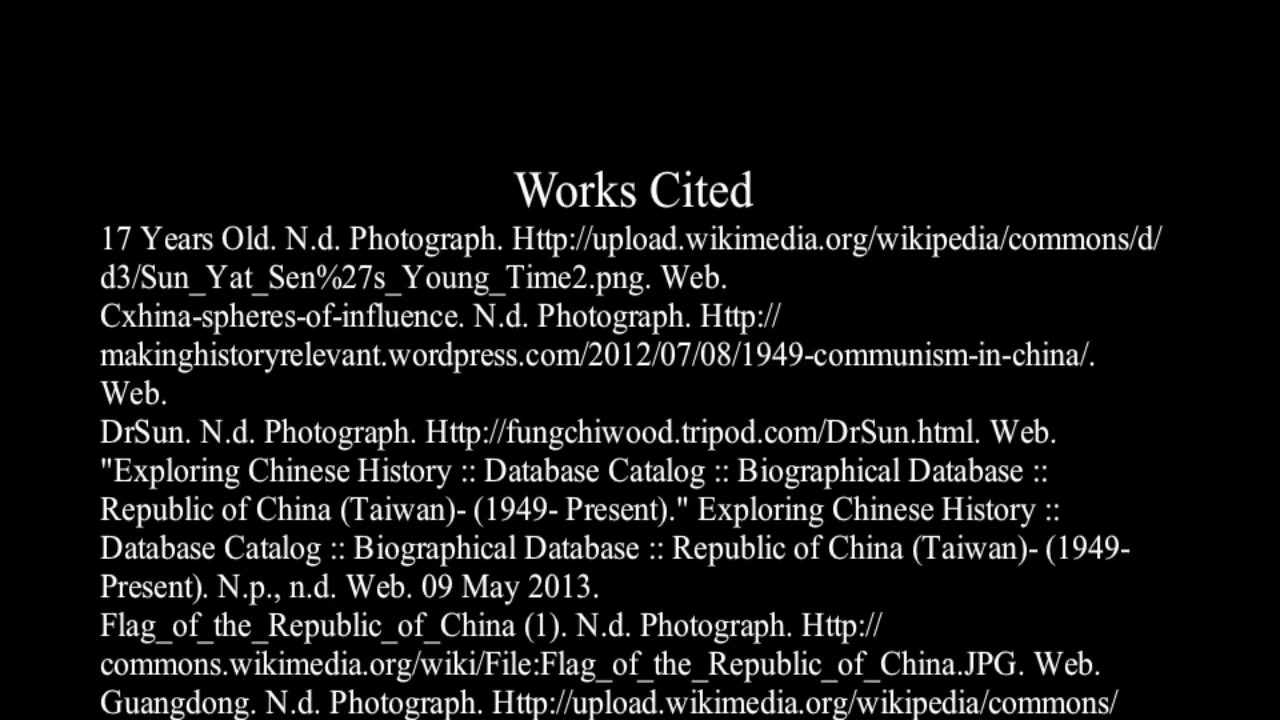 Works Cited
17 Years Old. N.d. Photograph. Http://upload.wikimedia.org/wikipedia/commons/d/
d3/Sun_Yat_Sen%27s_Young_Time2.png. Web.
Cxhina-spheres-of-influence. N.d. Photograph. Http://
makinghistoryrelevant.wordpress.com/2012/07/08/1949-communism-in-china/.
Web.
DrSun. N.d. Photograph. Http://fungchiwood.tripod.com/DrSun.html. Web.
"Exploring Chinese History :: Database Catalog :: Biographical Database ::
Republic of China (Taiwan)- (1949- Present)." Exploring Chinese History ::
Database Catalog :: Biographical Database :: Republic of China (Taiwan)- (1949-
Present). N.p., n.d. Web. 09 May 2013.
Flag_of_the_Republic_of_China (1). N.d. Photograph. Http://
commons.wikimedia.org/wiki/File:Flag_of_the_Republic_of_China.JPG. Web.
Guangdong. N.d. Photograph. Http://upload.wikimedia.org/wikipedia/commons/